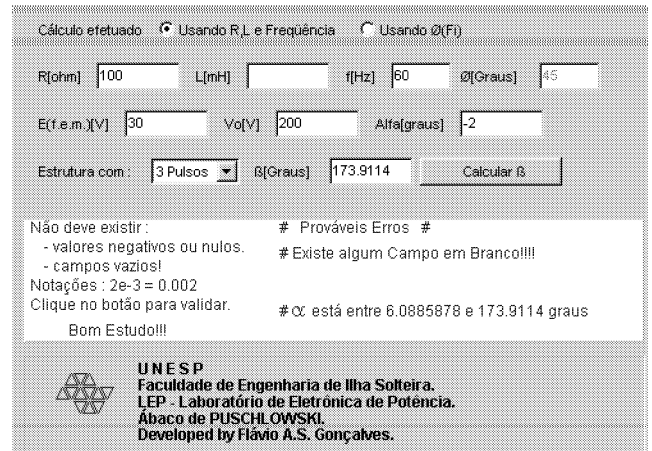 Cálculo efetuado Usando R,L e Freqüência Usando Ø(Fi)
R[ohm] 100 L[mH] f[Hz] 60 Ø[Graus] 45
E(f.e.m.)[V] 30 Vo[V] 200 Alfa[graus] -2
Estrutura com : 3 Pulsos ß[Graus] 173.9114 Calcular ß
Não deve existir :
- valores negativos ou nulos.
- campos vazios!
Notações : 2e-3 = 0.002
Clique no botão para validar.
Bom Estudo!!!
# Prováveis Erros #
# Existe algum Campo em Branco!!!!
# α está entre 6.0885878 e 173.9114 graus
UNESP
Faculdade de Engenharia de Ilha Solteira.
LEP - Laboratório de Eletrônica de Potência.
Ábaco de PUSCHLOWSKI.
Developed by Flávio A.S. Gonçalves.